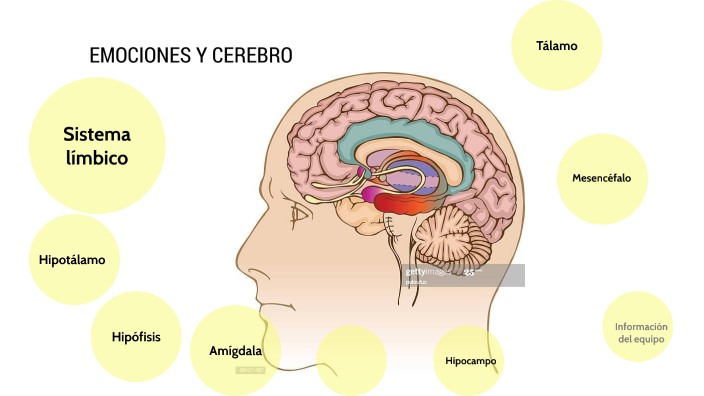 EMOCIONES Y CEREBRO
Tálamo
Sistema
límbico
Mesencéfalo
Hipotálamo
gettyimages
Información
del equipo
Hipófisis
Amígdala
Hipocampo